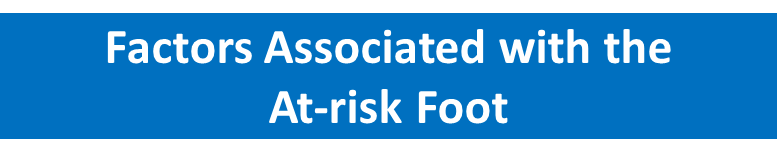 Factors Associated with the
At-risk Foot